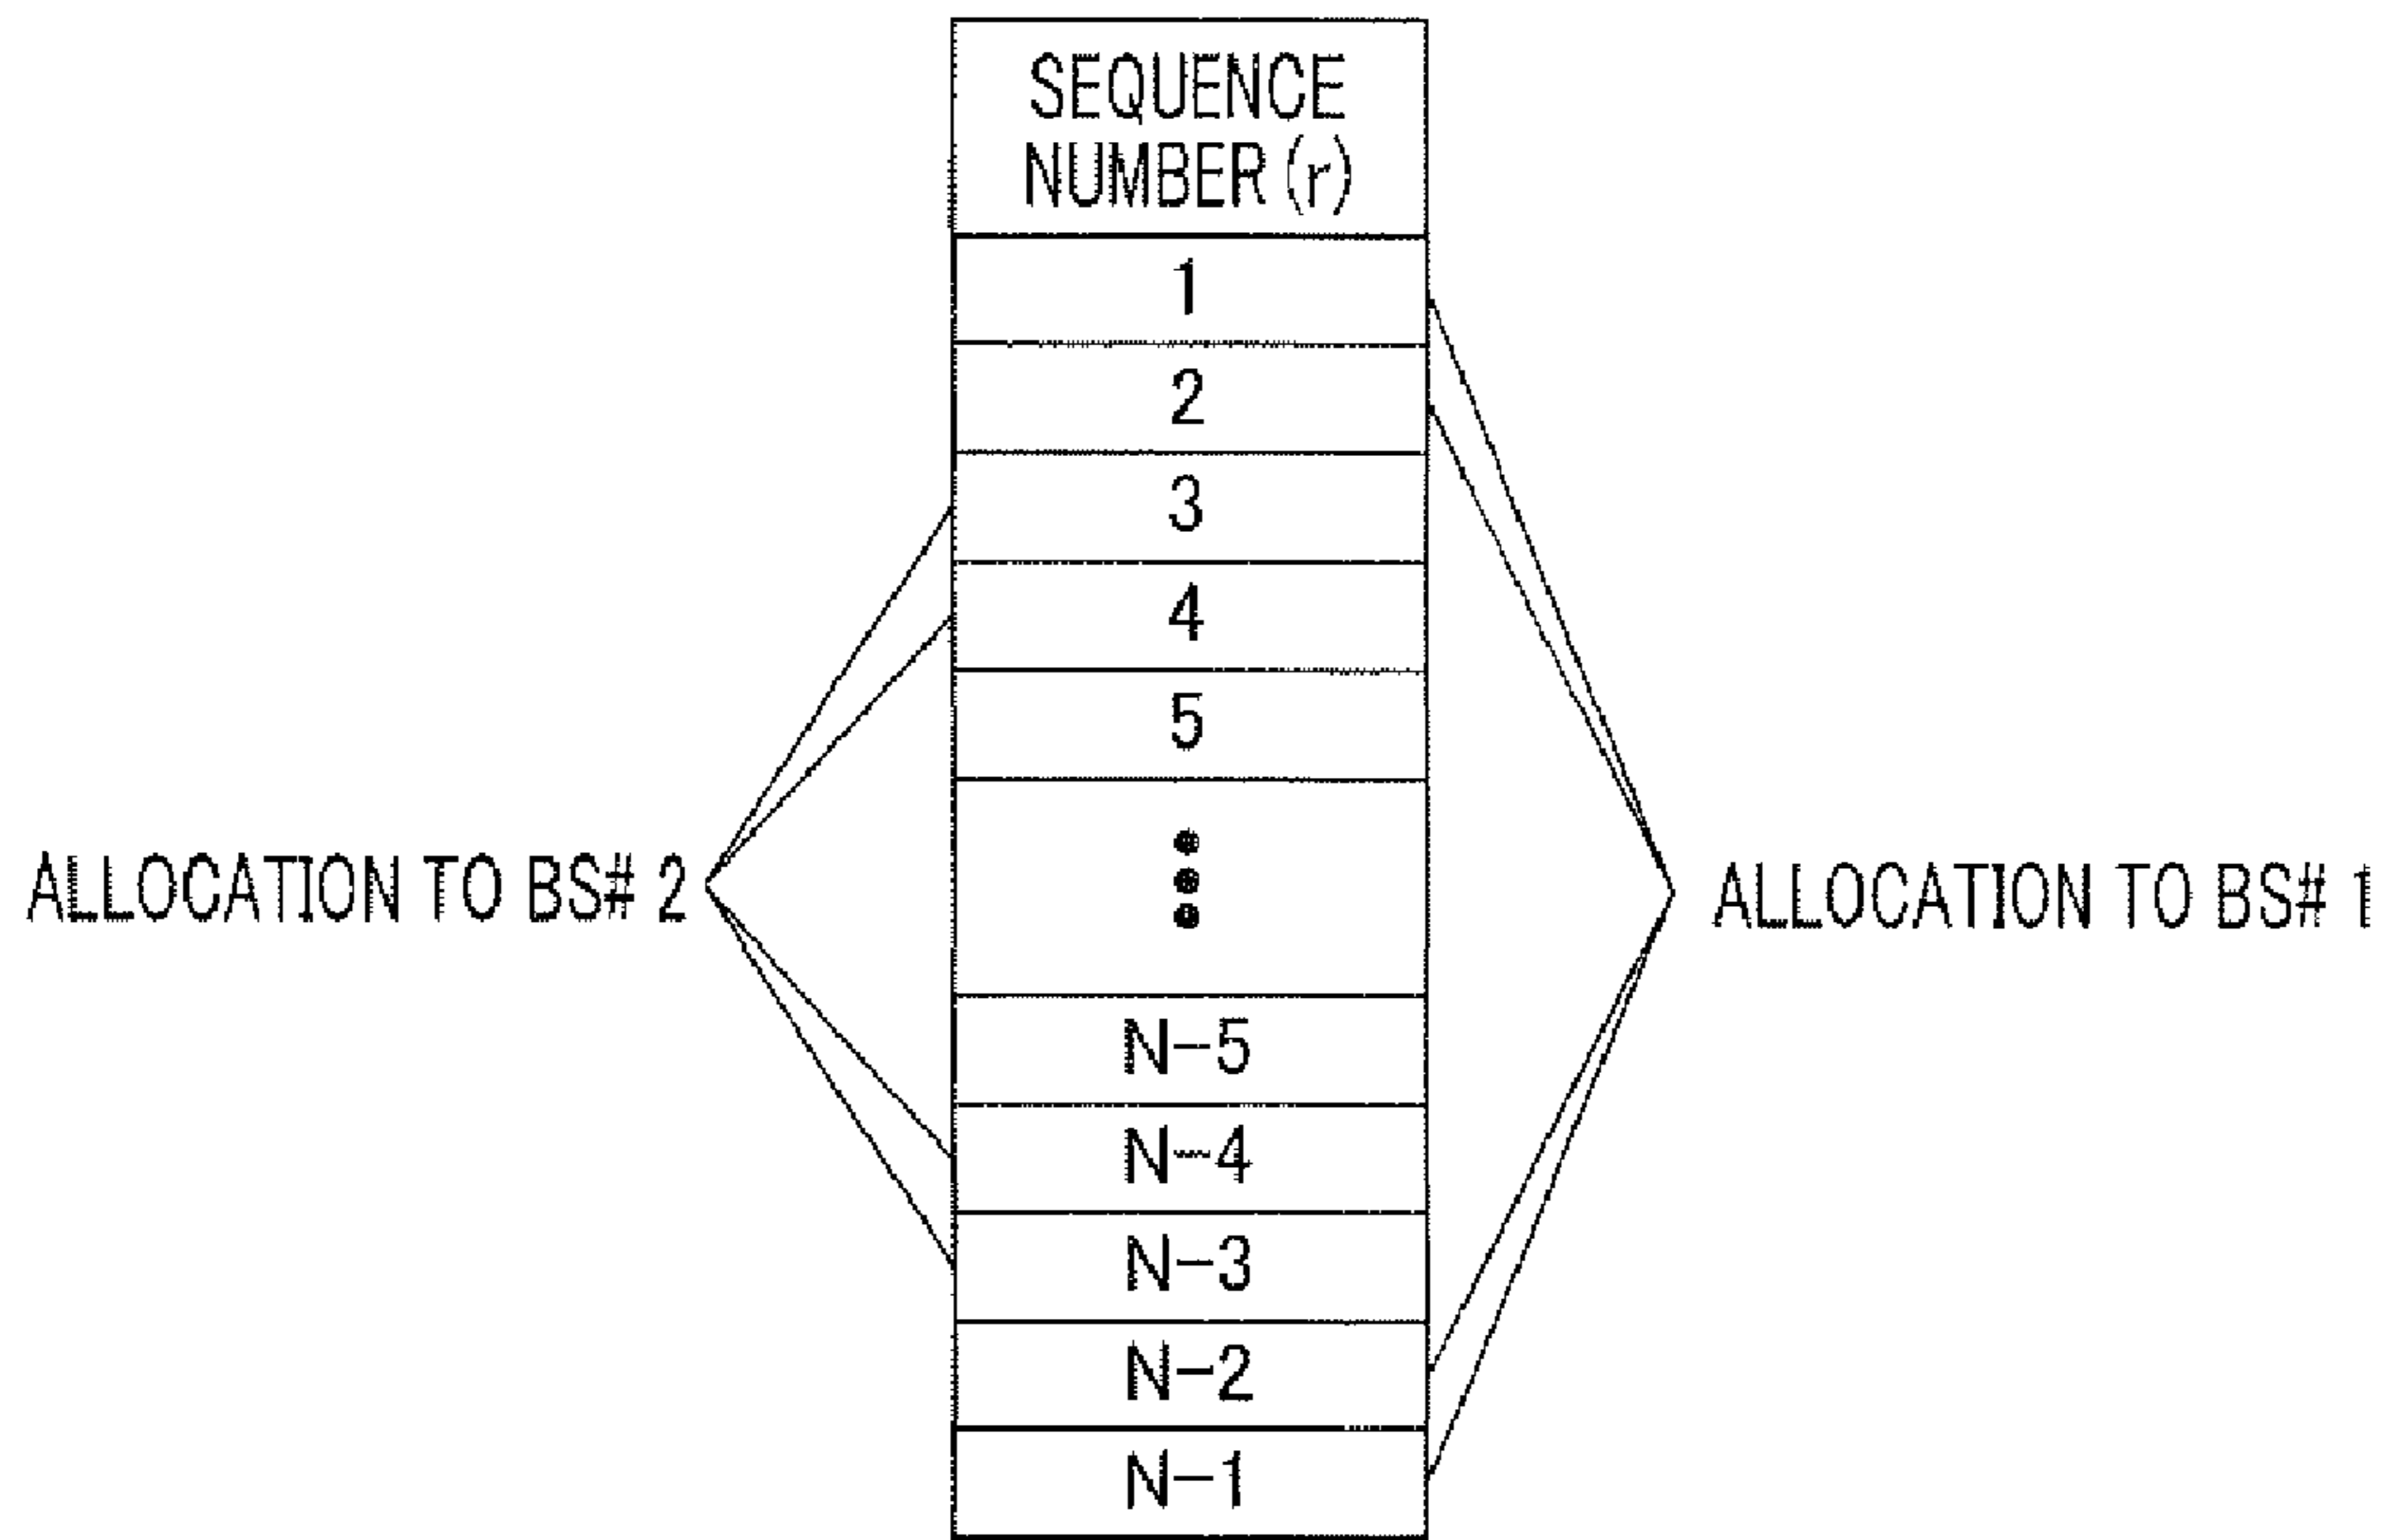 SEQUENCE
NUMBER (r)
1
2
3
4
5
ALLOCATION TO BS# 2
ALLOCATION TO BS# 1
N-5
N-4
N-3
N-2
N-1